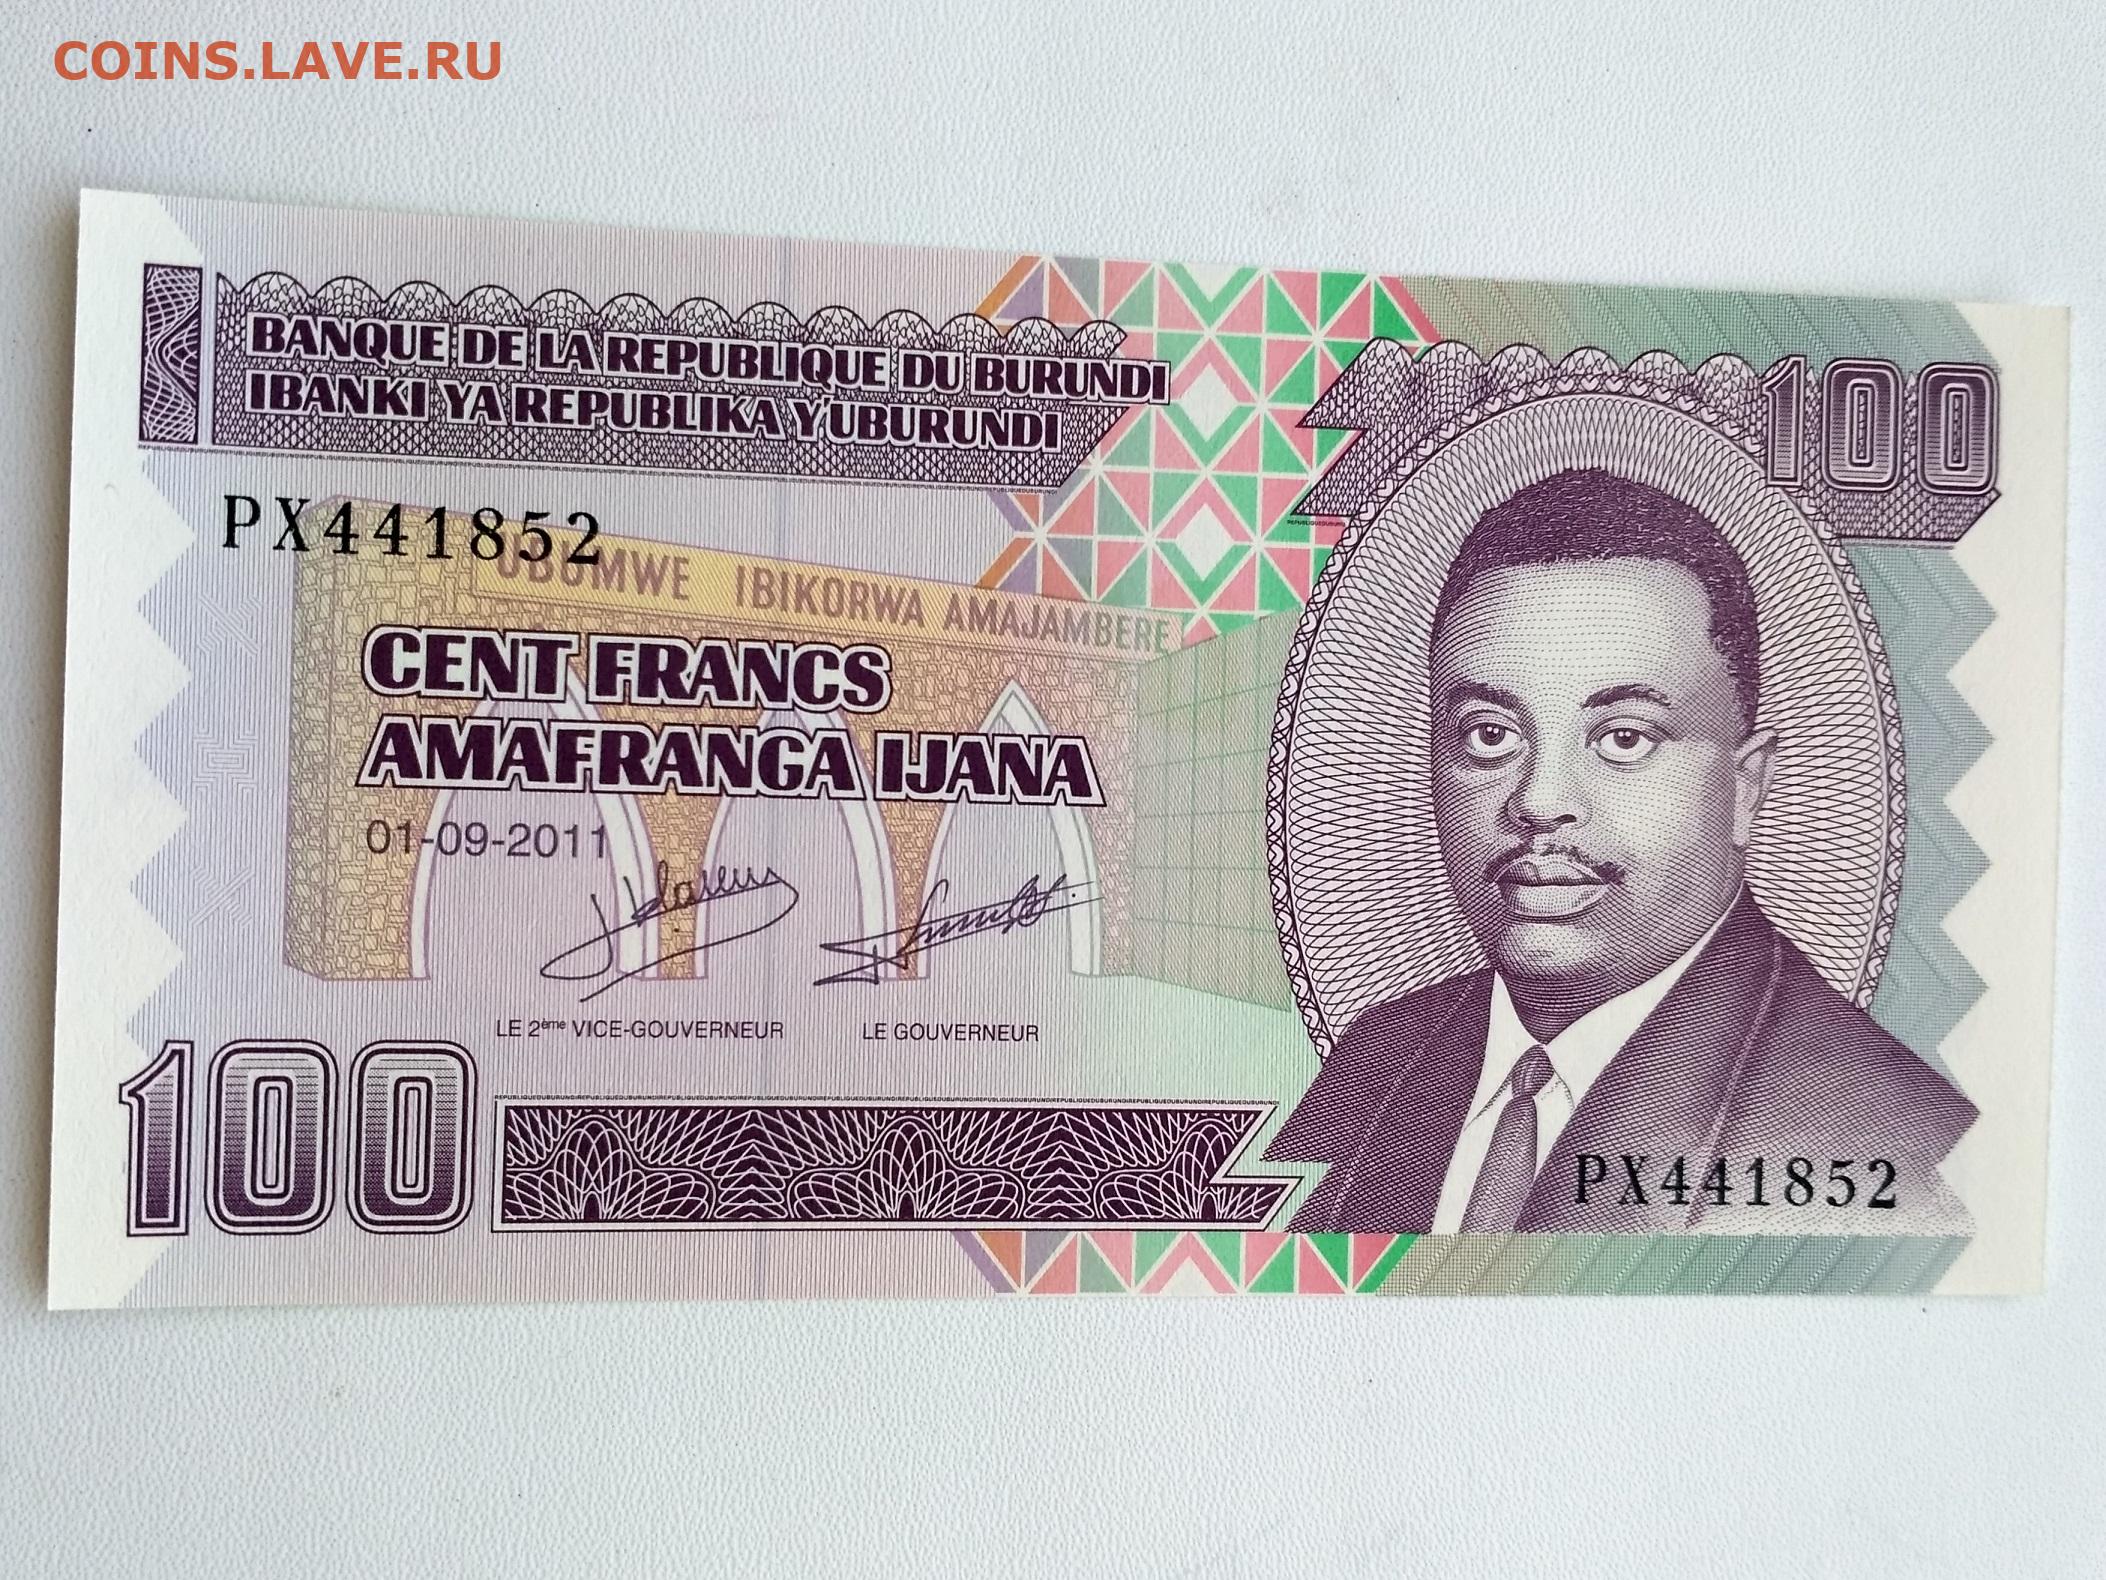 COINS.LAVE.RU
BANQUE DE LA REPUBLIQUE DU BURUNDI
IBANKI YA REPUBLIKA Y'UBURUNDI
100
PX441852
UBUMWE IBIKORWA AMAJAMBERE
CENT FRANCS
AMAFRANGA IJANA
01-09-2011
LE 2ème VICE-GOUVERNEUR LE GOUVERNEUR
100
PX441852